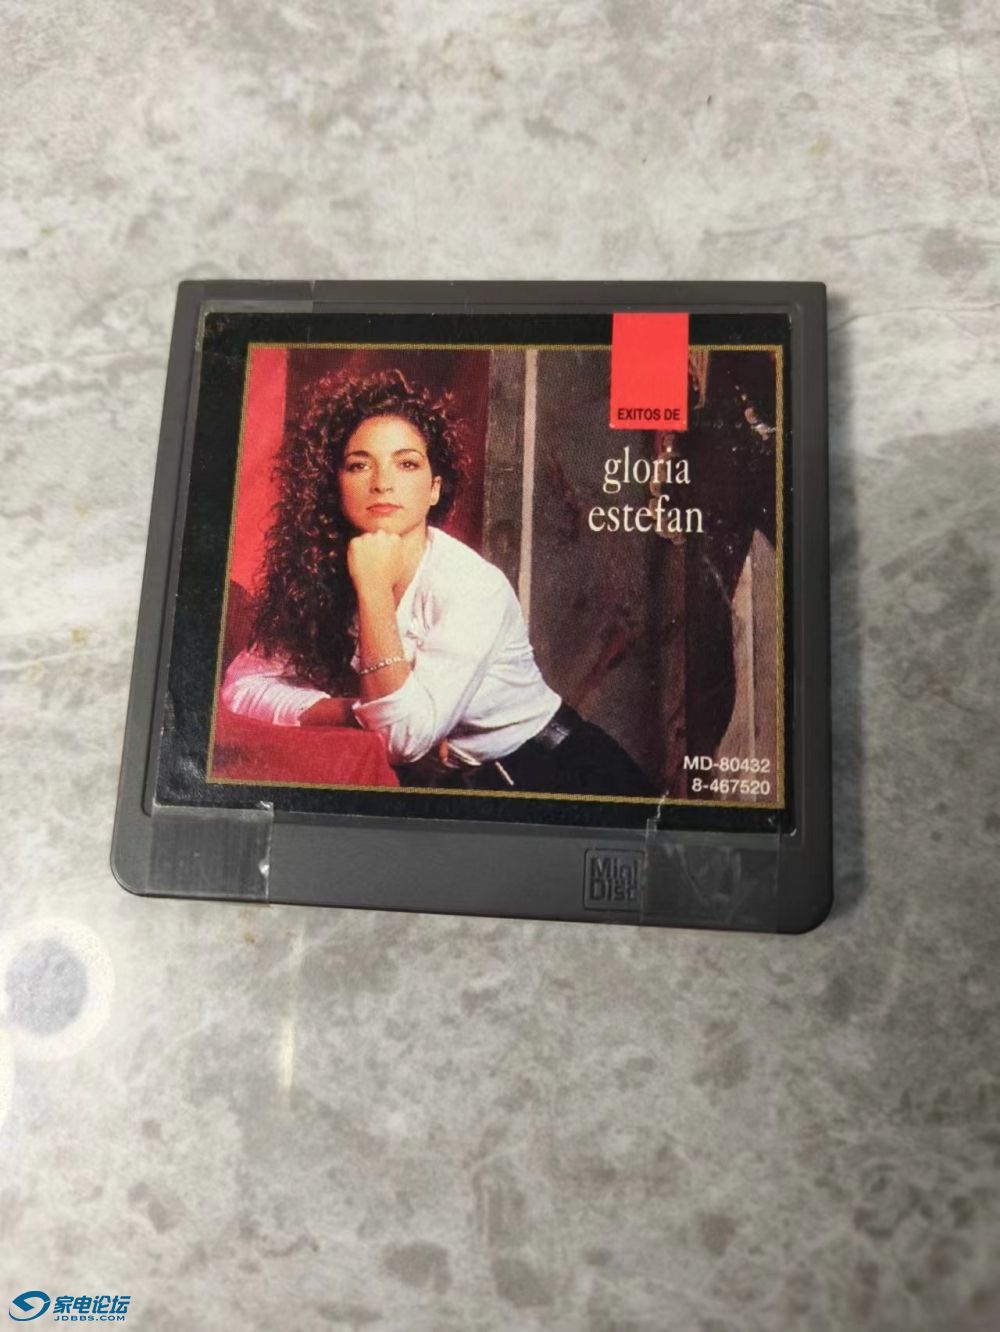 EXITOS DE
gloria
estefan
MD-80432
8-467520
Mini
Disc
家电论坛
JDBBS.COM